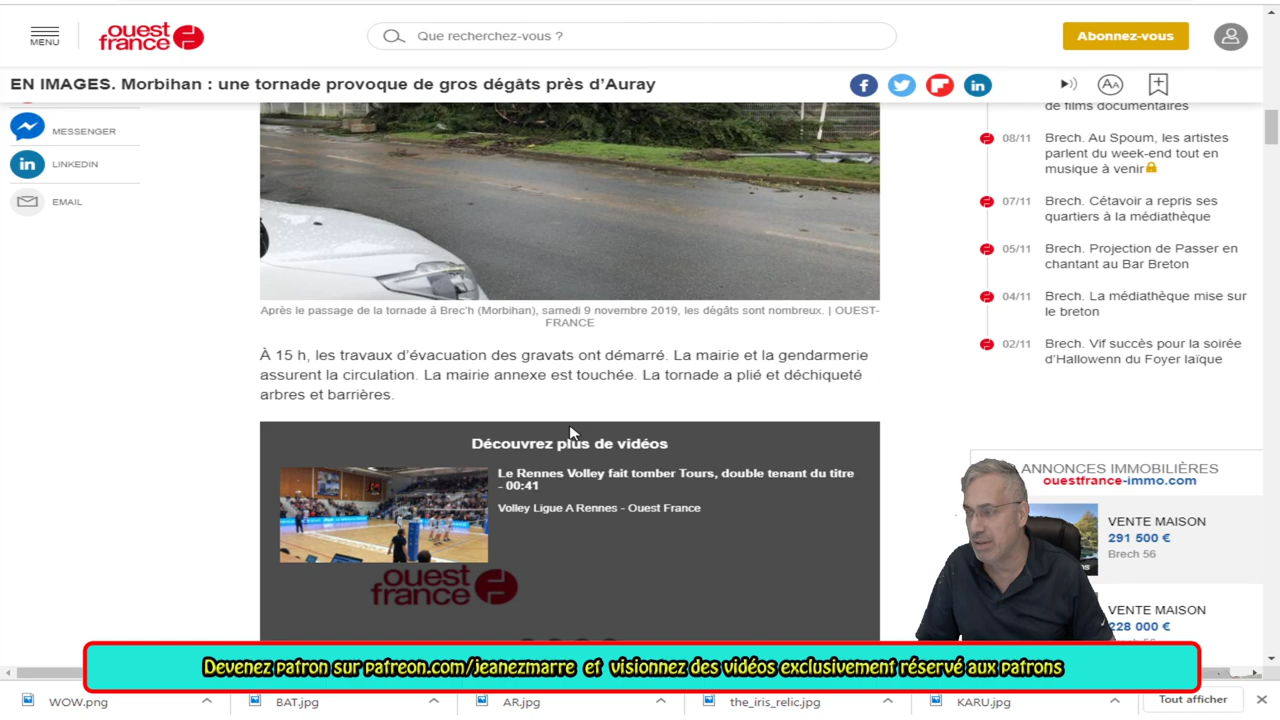 MENU
ouest
france
Que recherchez-vous ?
Abonnez-vous
EN IMAGES. Morbihan : une tornade provoque de gros dégâts près d’Auray
AA
MESSENGER
in LINKEDIN
EMAIL
Après le passage de la tornade à Brec’h (Morbihan), samedi 9 novembre 2019, les dégâts sont nombreux. | OUEST-
FRANCE
À 15 h, les travaux d’évacuation des gravats ont démarré. La mairie et la gendarmerie
assurent la circulation. La mairie annexe est touchée. La tornade a plié et déchiqueté
arbres et barrières.
Découvrez plus de vidéos
Le Rennes Volley fait tomber Tours, double tenant du titre
- 00:41
Volley Ligue A Rennes - Ouest France
ouest
france
de films documentaires
08/11 Brech. Au Spoum, les artistes
parlent du week-end tout en
musique à venir
07/11 Brech. Cétavoir a repris ses
quartiers à la médiathèque
05/11 Brech. Projection de Passer en
chantant au Bar Breton
04/11 Brech. La médiathèque mise sur
le breton
02/11 Brech. Vif succès pour la soirée
d’Hallowenn du Foyer laïque
ANNONCES IMMOBILIÈRES
ouestfrance-immo.com
VENTE MAISON
291 500 €
Brech 56
VENTE MAISON
228 000 €
Devenez patron sur patreon.com/jeanezmarre et visionnez des vidéos exclusivement réservé aux patrons
WOW.png
BAT.jpg
AR.jpg
the_iris_relic.jpg
KARU.jpg
Tout afficher